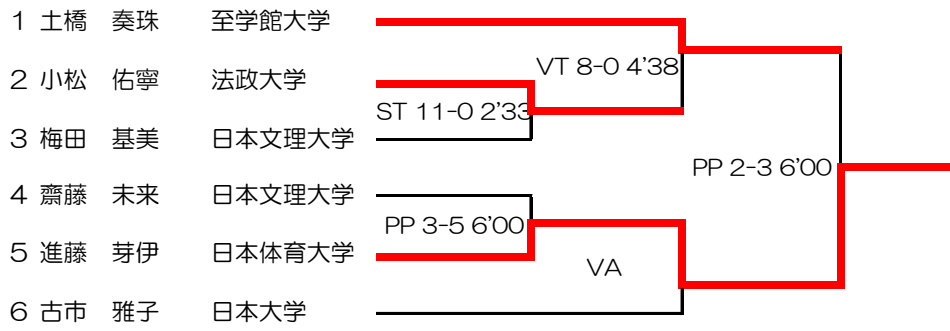 1 土橋 奏珠 至学館大学
VT 8-0 4'38
2 小松 佑寧 法政大学
ST 11-0 2'33
3 梅田 基美 日本文理大学
PP 2-3 6'00
4 齋藤 未来 日本文理大学
PP 3-5 6'00
5 進藤 芽伊 日本体育大学
VA
6 古市 雅子 日本大学